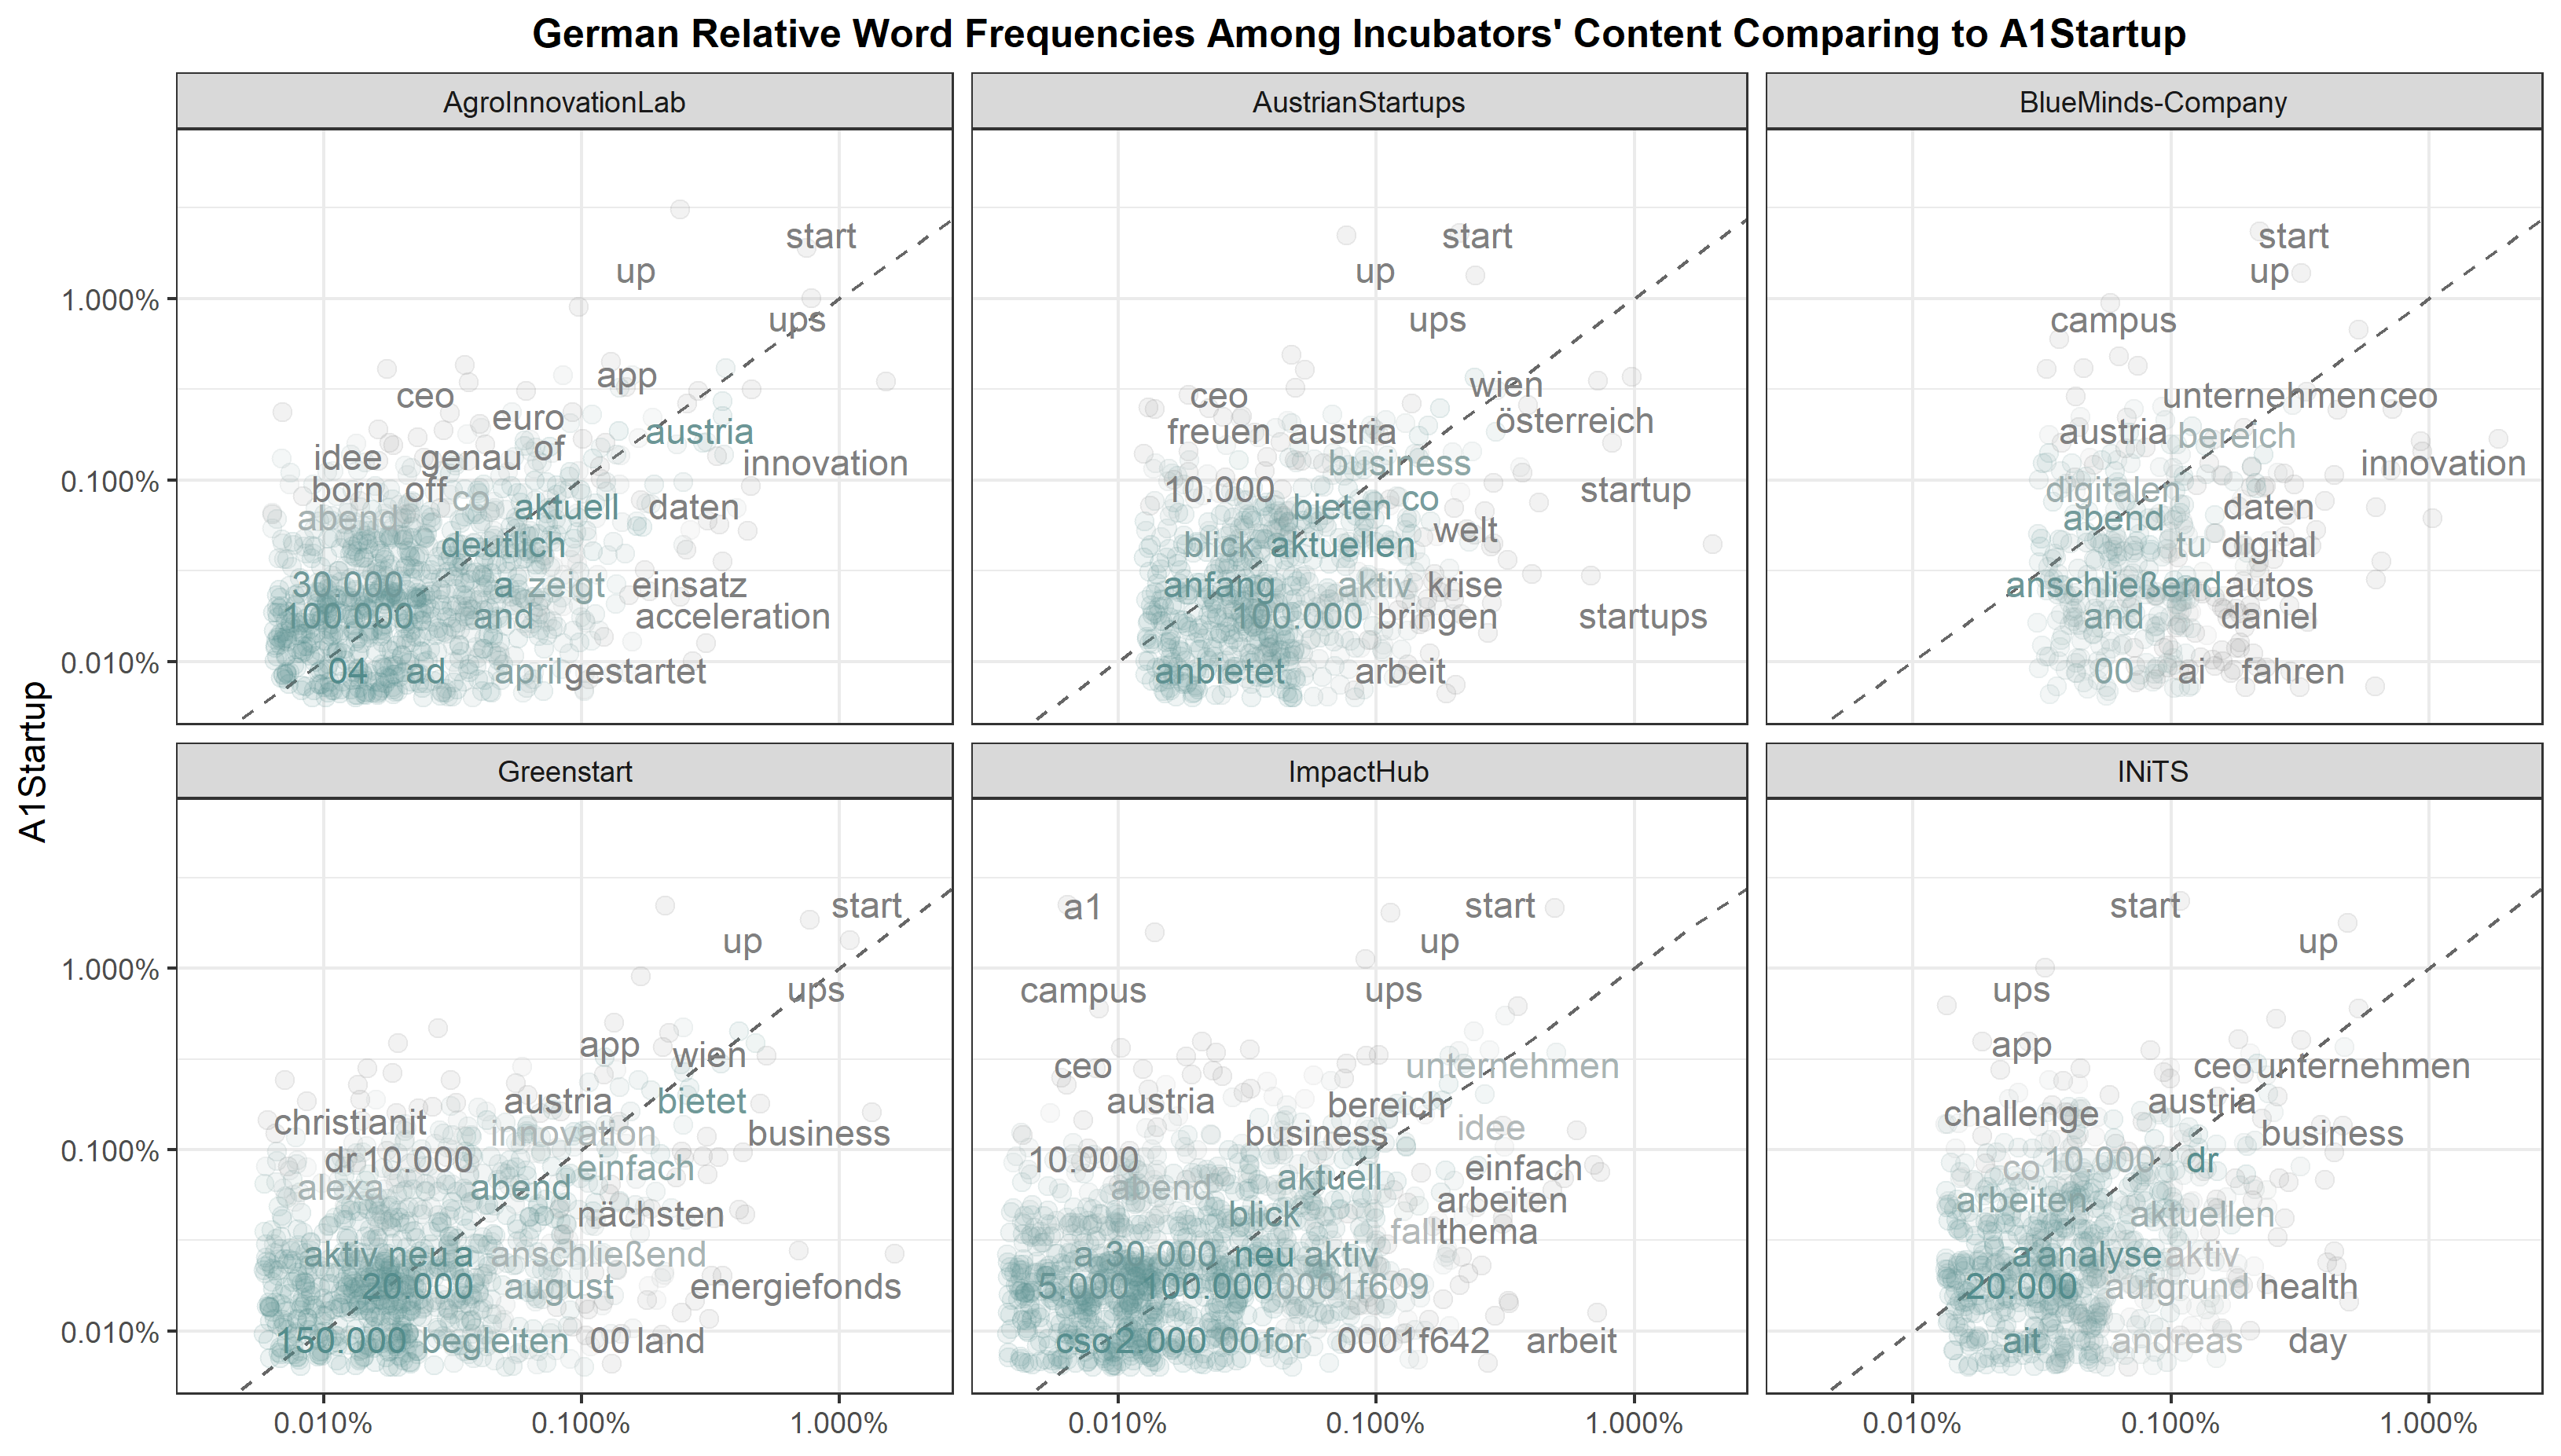 German Relative Word Frequencies Among Incubators' Content Comparing to A1Startup
AgroInnovationLab
start
up
ups
app
ceo
euro
austria
of
idee genau innovation
born off co
abend aktuell daten
deutlich
30.000 a zeigt einsatz
100.000 and acceleration
04 ad april gestartet
AustrianStartups
start
up
ups
wien
ceo
österreich
freuen austria
business
10.000 startup
bieten co
welt
blick aktuellen
anfang aktiv krise
100.000 bringen startups
anbietet arbeit
BlueMinds-Company
start
up
campus
unternehmen ceo
austria bereich
innovation
digitalen
daten
abend
tu digital
anschließend autos
and daniel
00 ai fahren
Greenstart
start
up
ups
app
wien
austria bietet
christianit
innovation business
dr 10.000 einfach
alexa abend
nächsten
aktiv neu a anschließend
20.000 august energiefonds
150.000 begleiten 00 land
ImpactHub
a1 start
up
campus ups
ceo unternehmen
austria bereich
business idee
10.000 einfach
abend aktuell
arbeiten
blick
fall thema
a 30.000 neu aktiv
5.000 100.000 0001f609
cso 2.000 00 for 0001f642 arbeit
INiTS
start
up
ups
app
ceo unternehmen
challenge austria
business
co 10.000 dr
arbeiten aktuellen
a analyse aktiv
20.000 aufgrund health
ait andreas day
A1Startup
1.000%
0.100%
0.010%
1.000%
0.100%
0.010%
0.010% 0.100% 1.000%
0.010% 0.100% 1.000%
0.010% 0.100% 1.000%